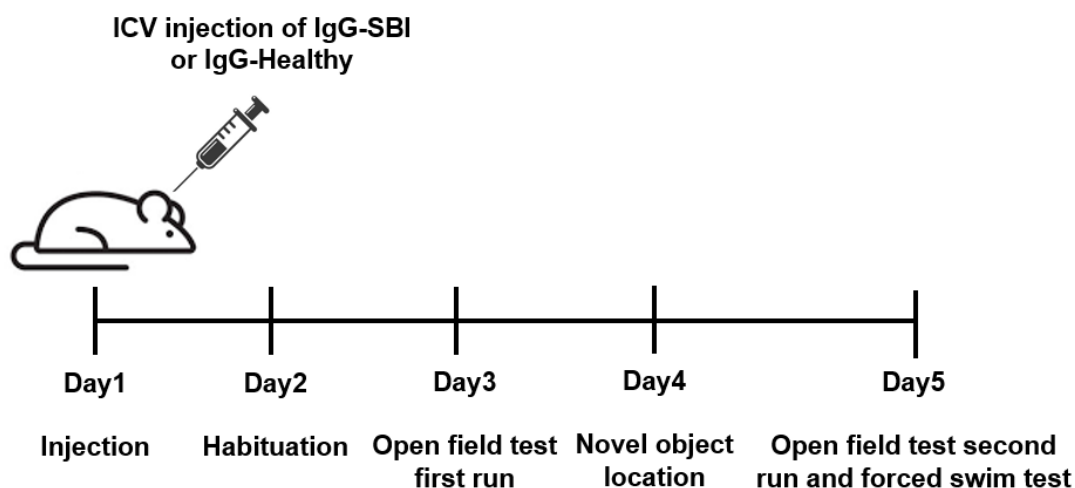 ICV injection of IgG-SBI
or IgG-Healthy
Day1
Day2
Day3
Day4
Day5
Injection
Habituation
Open field test
first run
Novel object
location
Open field test second
run and forced swim test